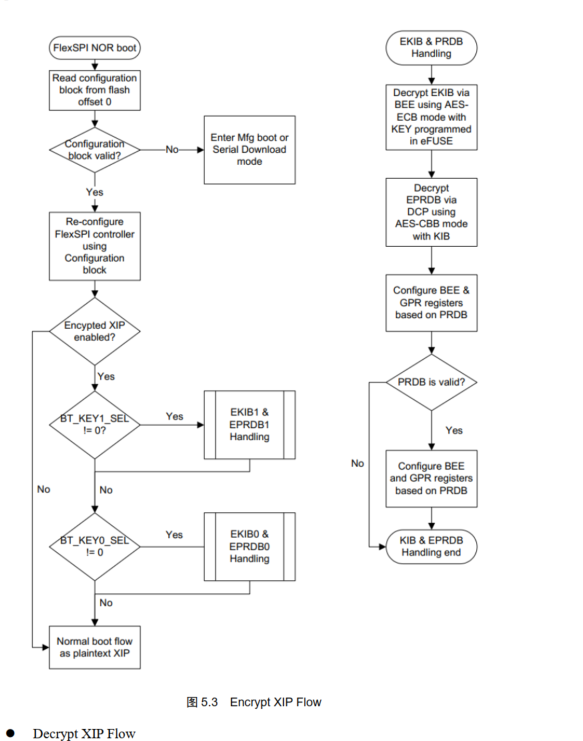 FlexSPI NOR boot
Read configuration
block from flash
offset 0
Configuration
block valid?
No
Enter Mfg boot or
Serial Download
mode
Yes
Re-configure
FlexSPI controller
using
Configuration
block
Encrypted XIP
enabled?
Yes
BT_KEY1_SEL
!= 0?
Yes
EKIB1 &
EPRDB1
Handling
No
No
BT_KEY0_SEL
!= 0
Yes
EKIB0 &
EPRDB0
Handling
No
Normal boot flow
as plaintext XIP
EKIB & PRDB
Handling
Decrypt EKIB via
BEE using AES-
ECB mode with
KEY programmed
in eFUSE
Decrypt
EPRDB via
DCP using
AES-CBB mode
with KIB
Configure BEE &
GPR registers
based on PRDB
PRDB is valid?
Yes
No
Configure BEE
and GPR registers
based on PRDB
KIB & EPRDB
Handling end
图 5.3 Encrypt XIP Flow
● Decrypt XIP Flow